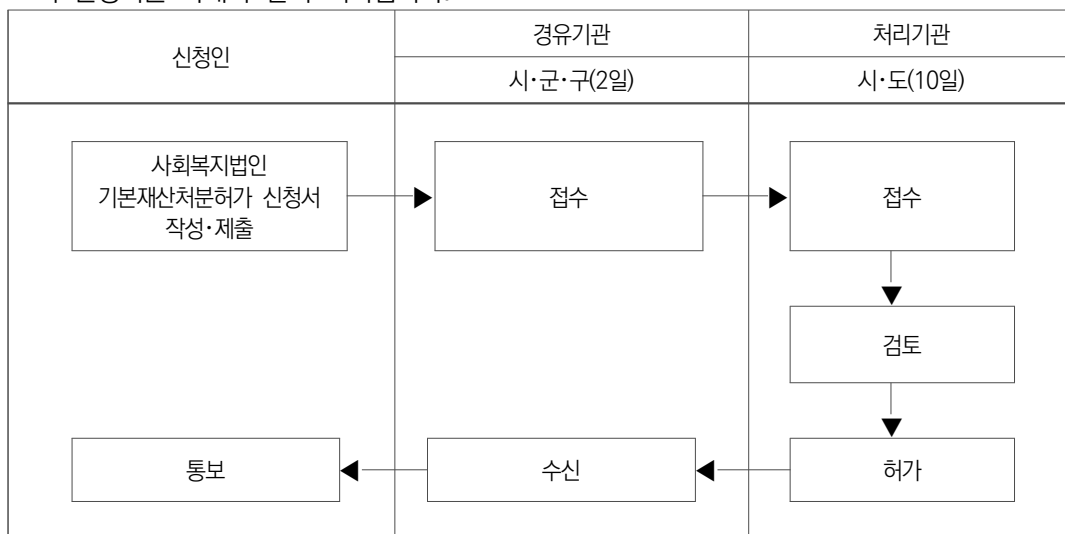 신청인
경유기관
처리기관
시·군·구(2일)
시·도(10일)
사회복지법인
기본재산처분허가 신청서
작성·제출
접수
접수
검토
통보
수신
허가